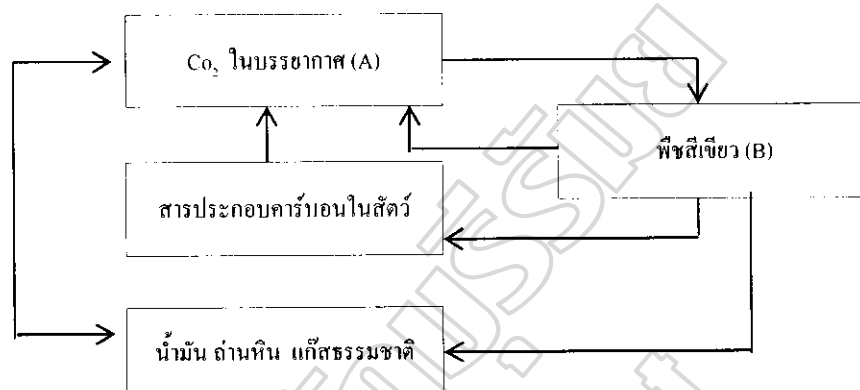 Co₂ ในบรรยากาศ (A)
พืชสีเขียว (B)
สารประกอบคาร์บอนในสัตว์
น้ำมัน ถ่านหิน แก๊สธรรมชาติ